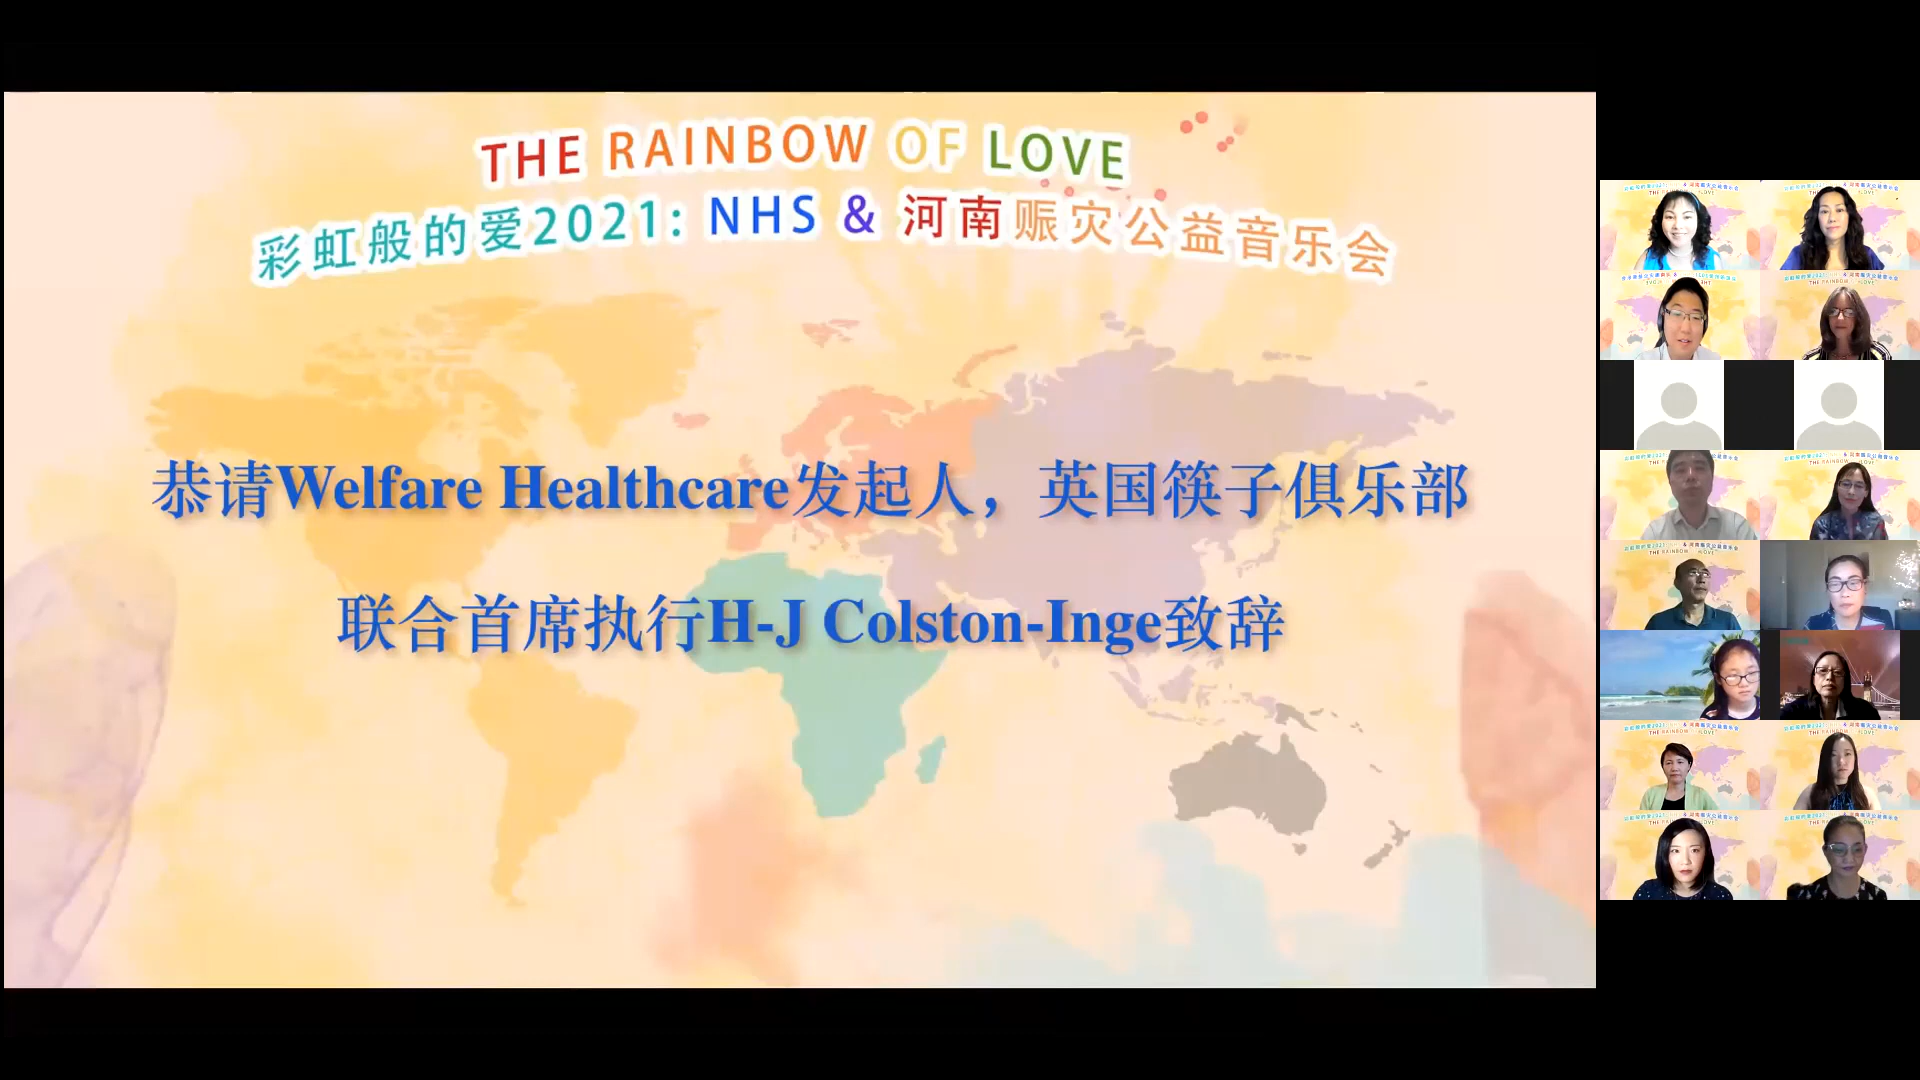 THE RAINBOW OF LOVE
彩虹般的爱2021: NHS & 河南赈灾公益音乐会
恭请Welfare Healthcare发起人，英国筷子俱乐部
联合首席执行H-J Colston-Inge致辞